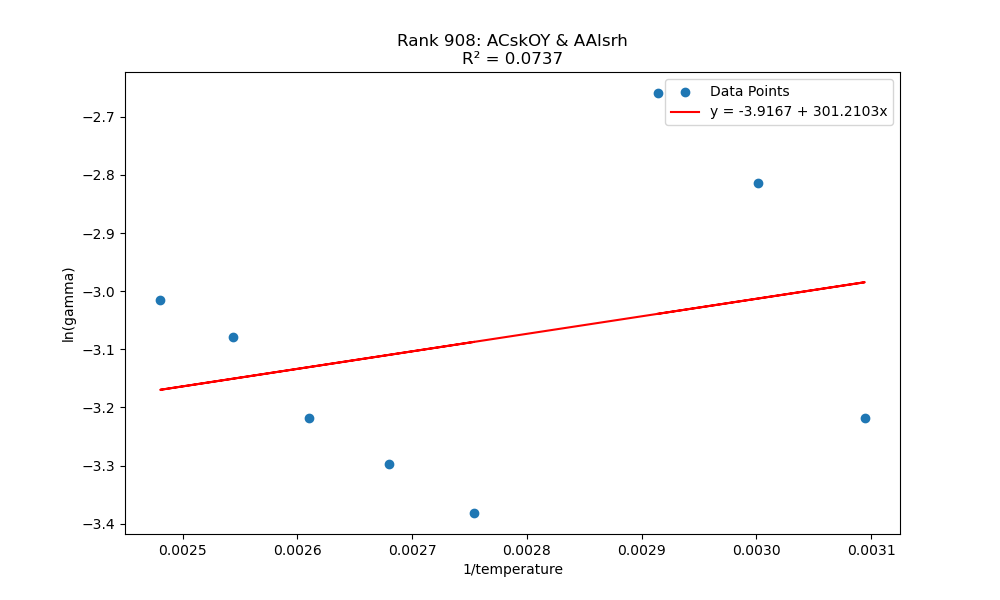 Rank 908: ACskOY & AAlsrh
R² = 0.0737
Data Points
y = -3.9167 + 301.2103x
−2.7
−2.8
−2.9
−3.0
−3.1
−3.2
−3.3
−3.4
ln(gamma)
0.0025
0.0026
0.0027
0.0028
0.0029
0.0030
0.0031
1/temperature